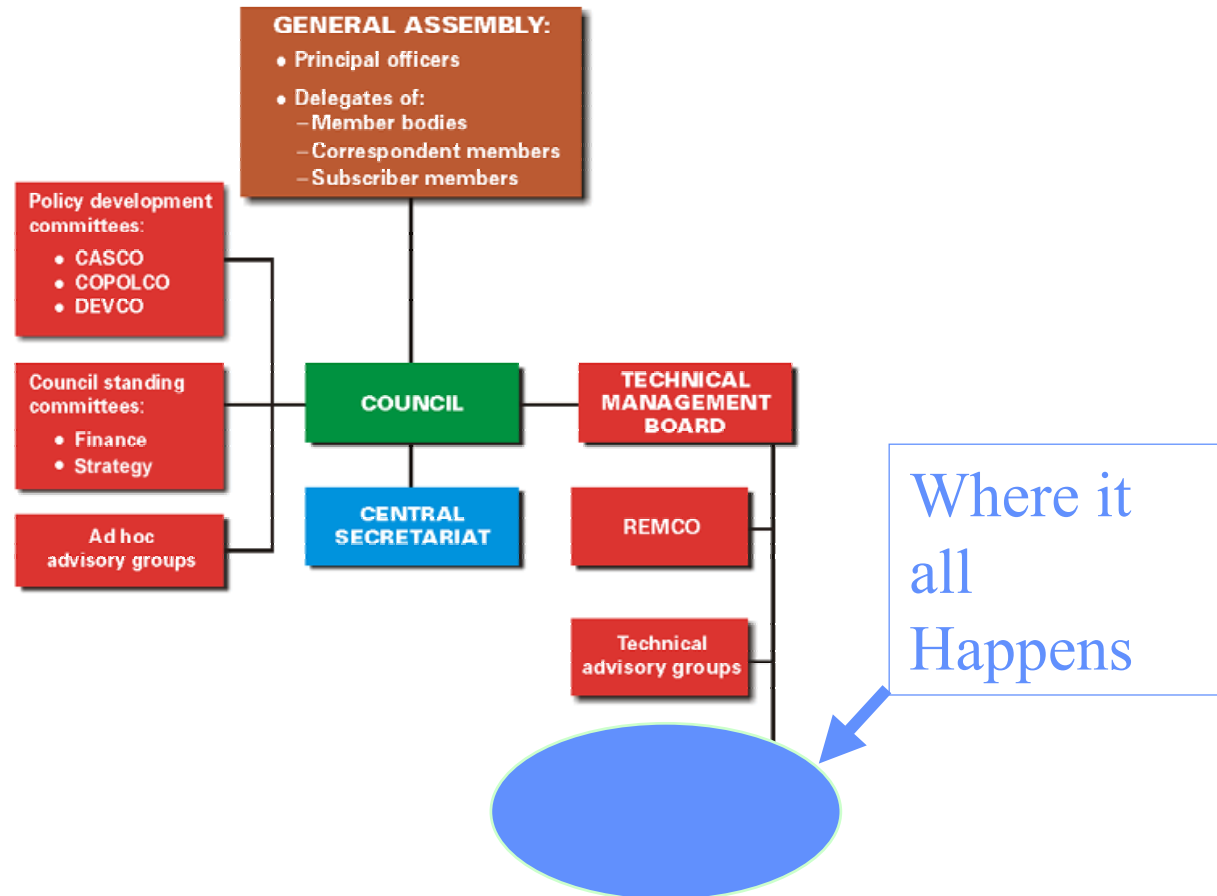 GENERAL ASSEMBLY:
• Principal officers
• Delegates of:
– Member bodies
– Correspondent members
– Subscriber members
Policy development
committees:
• CASCO
• COPOLCO
• DEVCO
Council standing
committees:
• Finance
• Strategy
Ad hoc
advisory groups
COUNCIL
CENTRAL
SECRETARIAT
TECHNICAL
MANAGEMENT
BOARD
REMCO
Technical
advisory groups
Where it
all
Happens